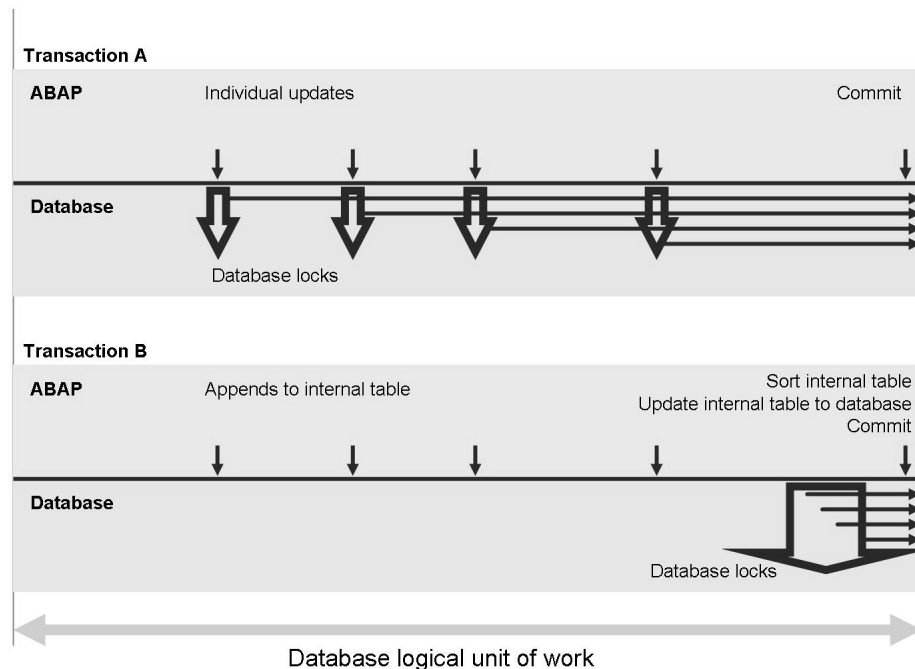 Transaction A
ABAP Individual updates Commit
Database
Database locks
Transaction B
ABAP Appends to internal table Sort internal table
Update internal table to database
Commit
Database
Database locks
Database logical unit of work